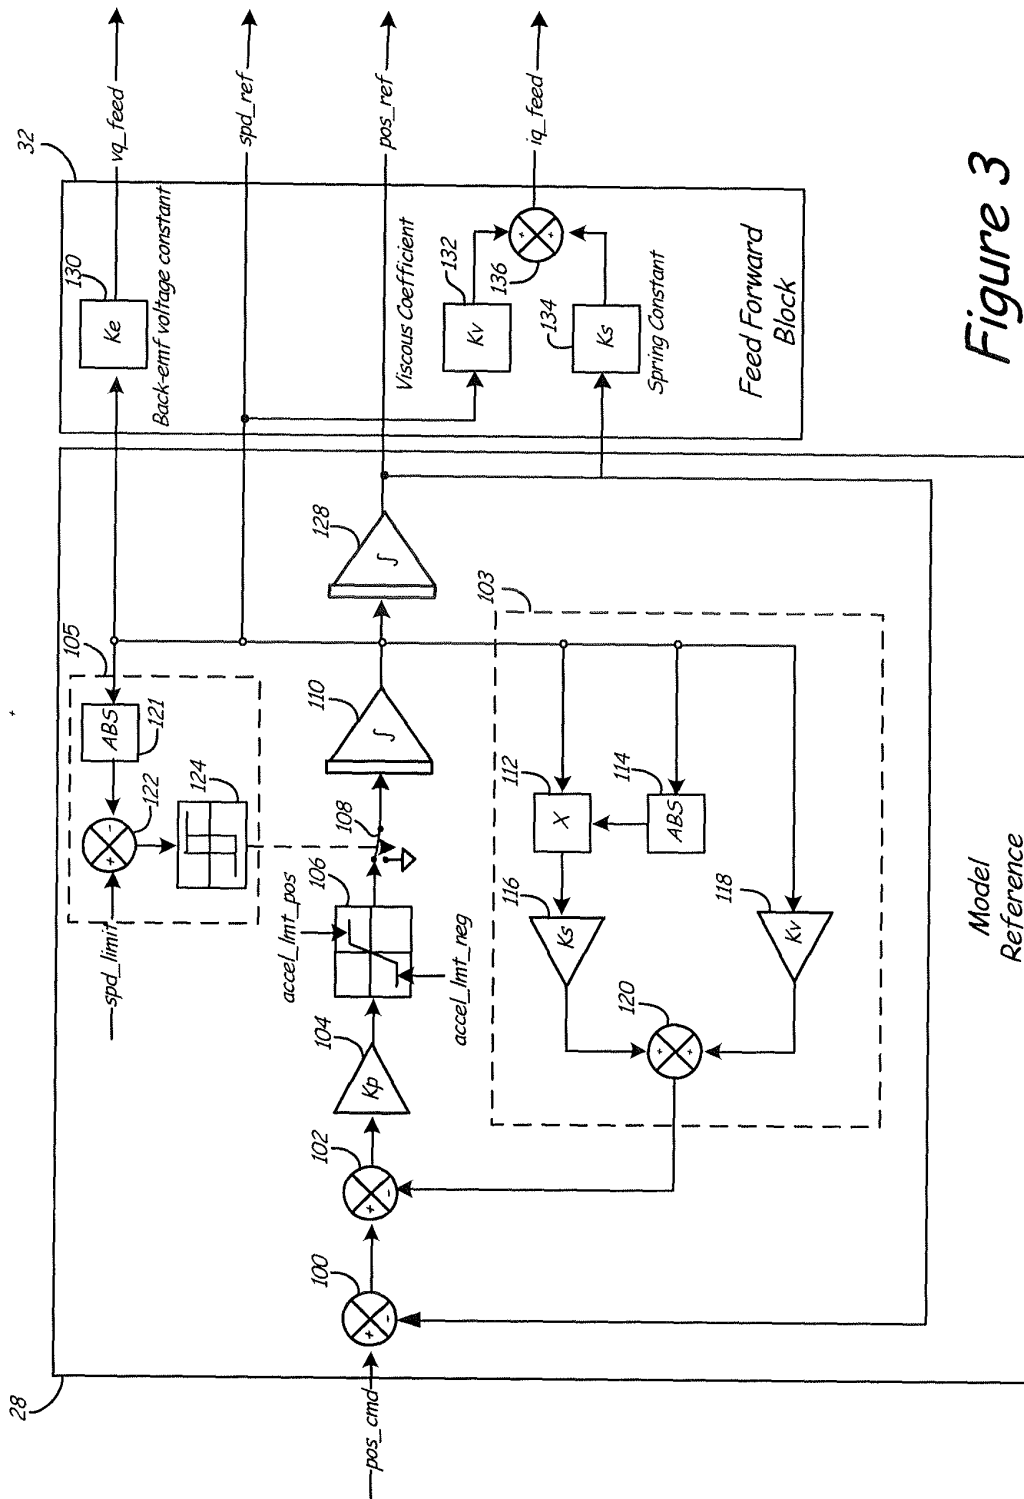 28
pos_cmd
100
+
-
102
+
-
Kp
104
accel_lmt_pos
accel_lmt_neg
106
108
spd_limit
+
-
122
124
ABS
121
105
110
∫
128
∫
103
X
112
ABS
114
Ks
116
Kv
118
+
+
120
Model
Reference
32
Ke
130
Back-emf voltage constant
vq_feed
spd_ref
pos_ref
Viscous Coefficient
Kv
132
Ks
134
Spring Constant
+
+
136
iq_feed
Feed Forward
Block
Figure 3